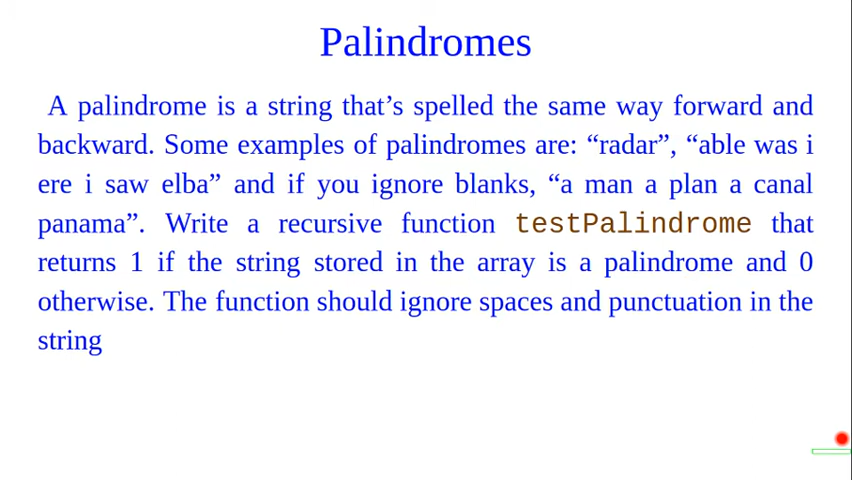 Palindromes
A palindrome is a string that’s spelled the same way forward and
backward. Some examples of palindromes are: “radar”, “able was i
ere i saw elba” and if you ignore blanks, “a man a plan a canal
panama”. Write a recursive function testPalindrome that
returns 1 if the string stored in the array is a palindrome and 0
otherwise. The function should ignore spaces and punctuation in the
string